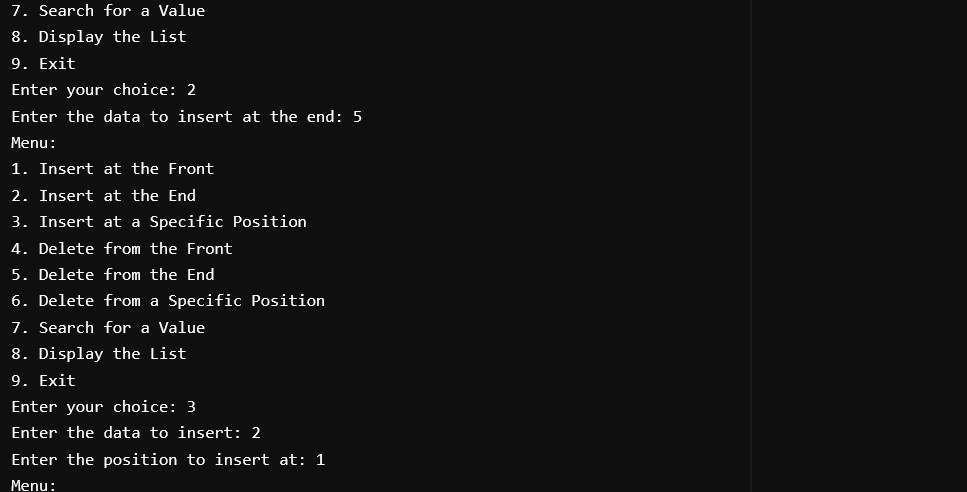 7. Search for a Value
8. Display the List
9. Exit
Enter your choice: 2
Enter the data to insert at the end: 5
Menu:
1. Insert at the Front
2. Insert at the End
3. Insert at a Specific Position
4. Delete from the Front
5. Delete from the End
6. Delete from a Specific Position
7. Search for a Value
8. Display the List
9. Exit
Enter your choice: 3
Enter the data to insert: 2
Enter the position to insert at: 1
Menu: